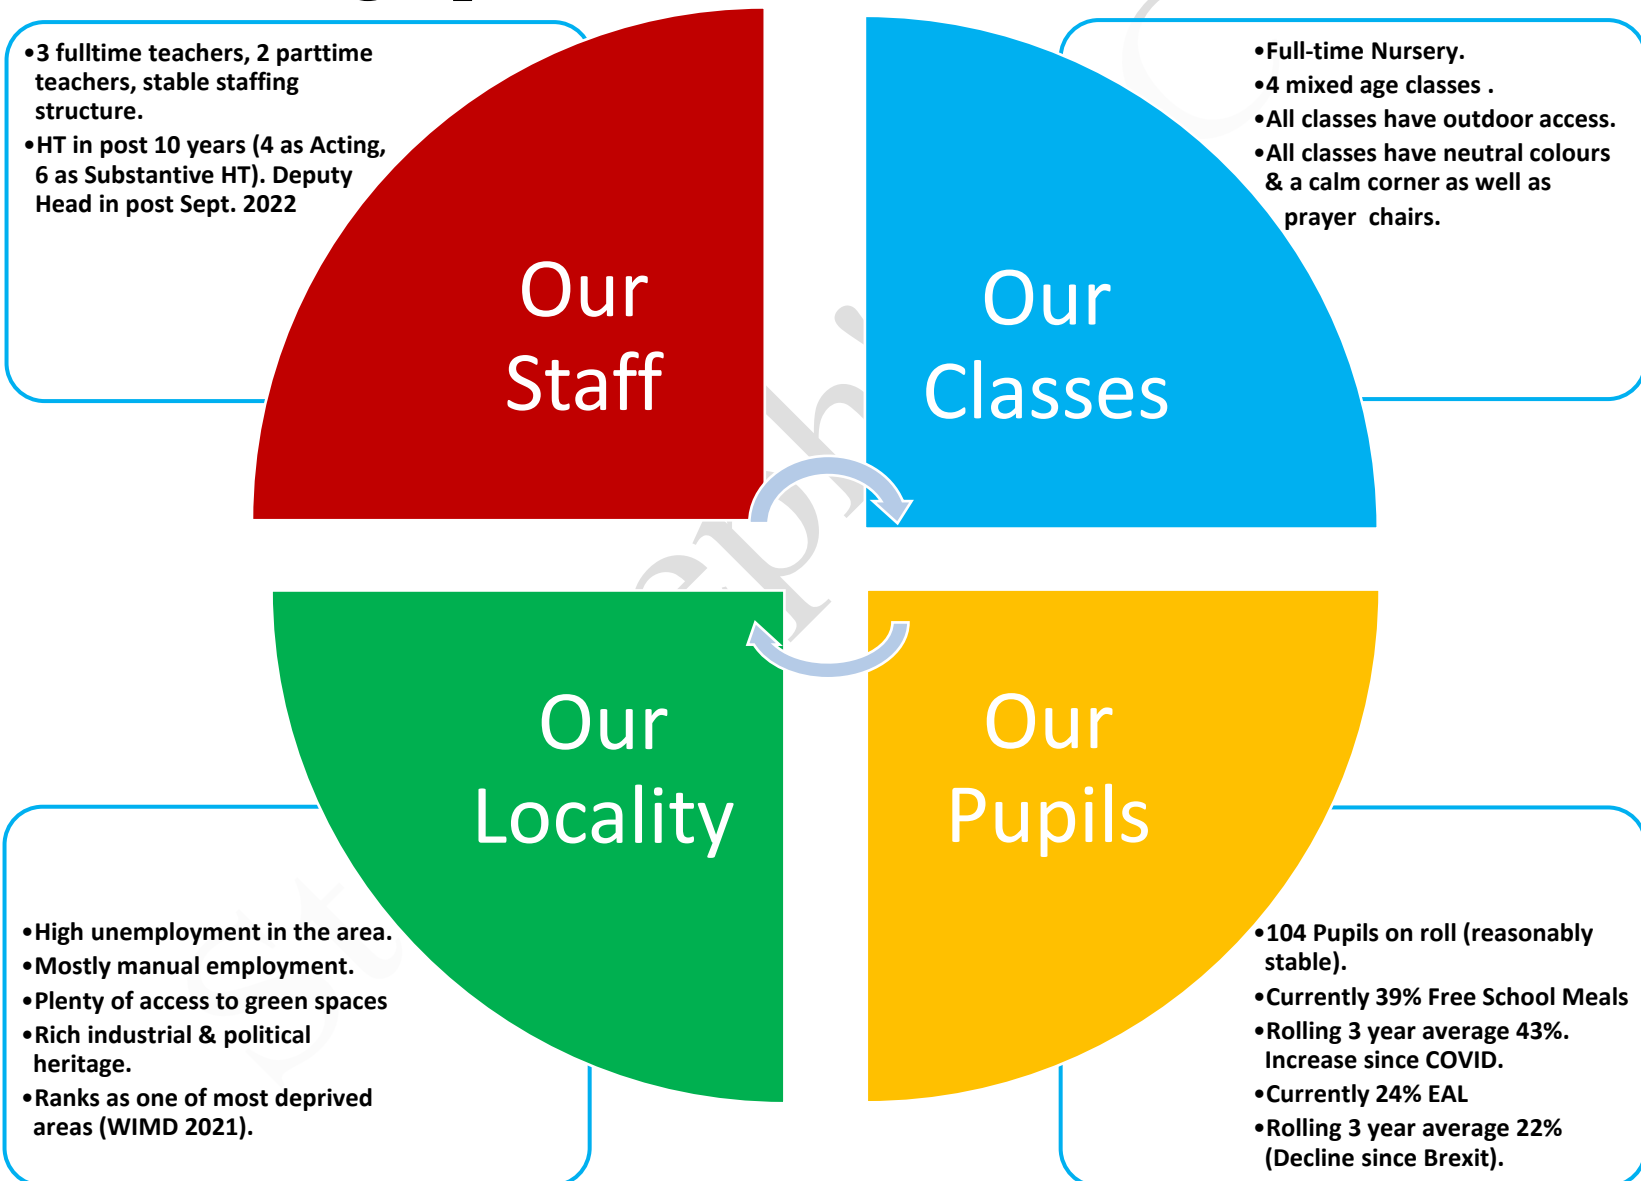 •3 fulltime teachers, 2 parttime
teachers, stable staffing
structure.
•HT in post 10 years (4 as Acting,
6 as Substantive HT). Deputy
Head in post Sept. 2022
Our
Staff
•Full-time Nursery.
•4 mixed age classes .
•All classes have outdoor access.
•All classes have neutral colours
& a calm corner as well as
prayer chairs.
Our
Classes
Our
Locality
•High unemployment in the area.
•Mostly manual employment.
•Plenty of access to green spaces
•Rich industrial & political
heritage.
•Ranks as one of most deprived
areas (WIMD 2021).
Our
Pupils
•104 Pupils on roll (reasonably
stable).
•Currently 39% Free School Meals
•Rolling 3 year average 43%.
Increase since COVID.
•Currently 24% EAL
•Rolling 3 year average 22%
(Decline since Brexit).